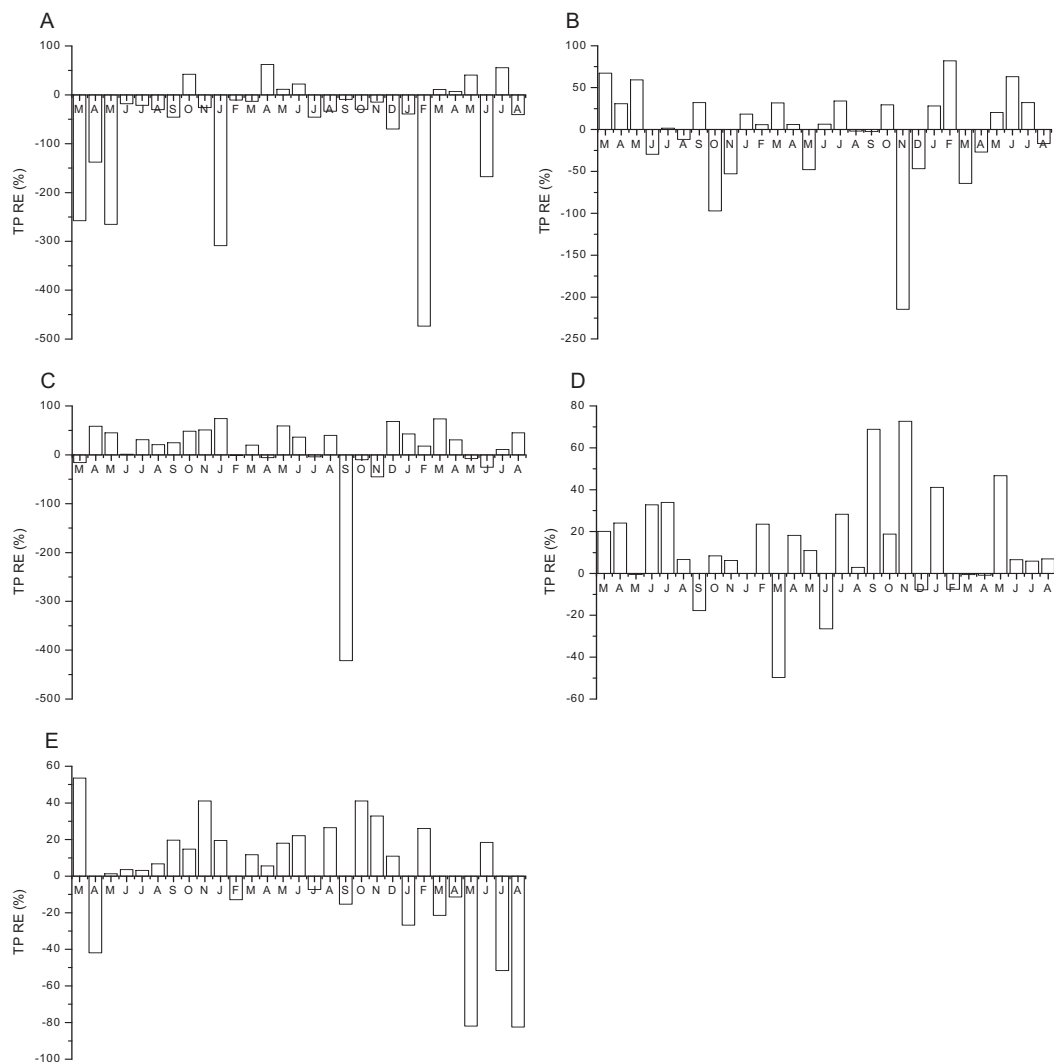 A
100
0
-100
-200
-300
-400
-500
TP RE (%)
M A M J J A S O N J F M A M J J A S O N D J F M A M J J A
B
100
50
0
-50
-100
-150
-200
-250
TP RE (%)
M A M J J A S O N J F M A M J J A S O N D J F M A M J J A
C
100
0
-100
-200
-300
-400
-500
TP RE (%)
M A M J J A S O N J F M A M J J A S O N D J F M A M J J A
D
80
60
40
20
0
-20
-40
-60
TP RE (%)
M A M J J A S O N J F M A M J J A S O N D J F M A M J J A
E
60
40
20
0
-20
-40
-60
-80
-100
TP RE (%)
M A M J J A S O N J F M A M J J A S O N D J F M A M J J A